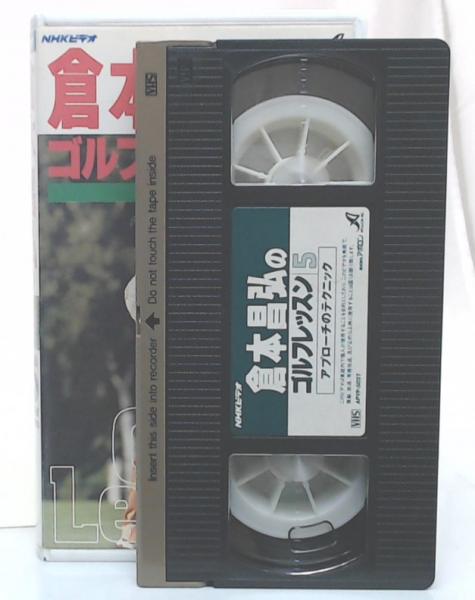 NHKビデオ
倉本
ゴルフ
Le
VHS
Do not touch the tape inside
Insert this side into recorder
NHKビデオ
倉本昌弘の
ゴルフレッスン5
アプローチのテクニック
VHS